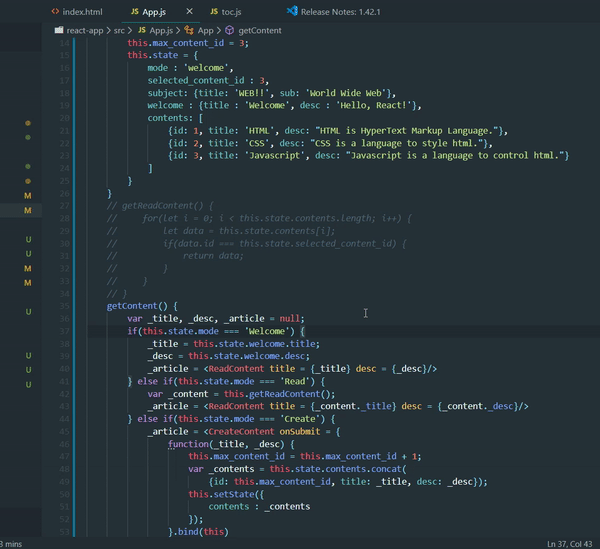 index.html App.js toc.js Release Notes: 1.42.1
react-app > src > App.js > App > getContent
14 this.max_content_id = 3;
15 this.state = {
16 mode : 'welcome',
17 selected_content_id : 3,
18 subject: {title: 'WEB!!', sub: 'World Wide Web'},
19 welcome : {title : 'Welcome', desc : 'Hello, React!'},
20 contents: [
21 {id: 1, title: 'HTML', desc: "HTML is HyperText Markup Language."},
22 {id: 2, title: 'CSS', desc: "CSS is a language to style html."},
23 {id: 3, title: 'Javascript', desc: "Javascript is a language to control html."}
24 ]
25 }
M 26 }
M 27 // getReadContent() {
28 // for(let i = 0; i < this.state.contents.length; i++) {
U 29 // let data = this.state.contents[i];
U 30 // if(data.id === this.state.selected_content_id) {
M 31 // return data;
32 // }
M 33 // }
34 // }
U 35 getContent() {
36 var _title, _desc, _article = null;
37 if(this.state.mode === 'Welcome') {
U 38 _title = this.state.welcome.title;
39 _desc = this.state.welcome.desc;
U 40 _article = <ReadContent title = {_title} desc = {_desc}/>
U 41 } else if(this.state.mode === 'Read') {
42 var _content = this.getReadContent();
43 _article = <ReadContent title = {_content._title} desc = {_content._desc}/>
44 } else if(this.state.mode === 'Create') {
45 _article = <CreateContent onSubmit = {
46 function(_title, _desc) {
47 this.max_content_id = this.max_content_id + 1;
48 var _contents = this.state.contents.concat(
49 {id: this.max_content_id, title: _title, desc: _desc});
50 this.setState({
51 contents : _contents
52 });
53 }.bind(this)
3 mins Ln 37, Col 43